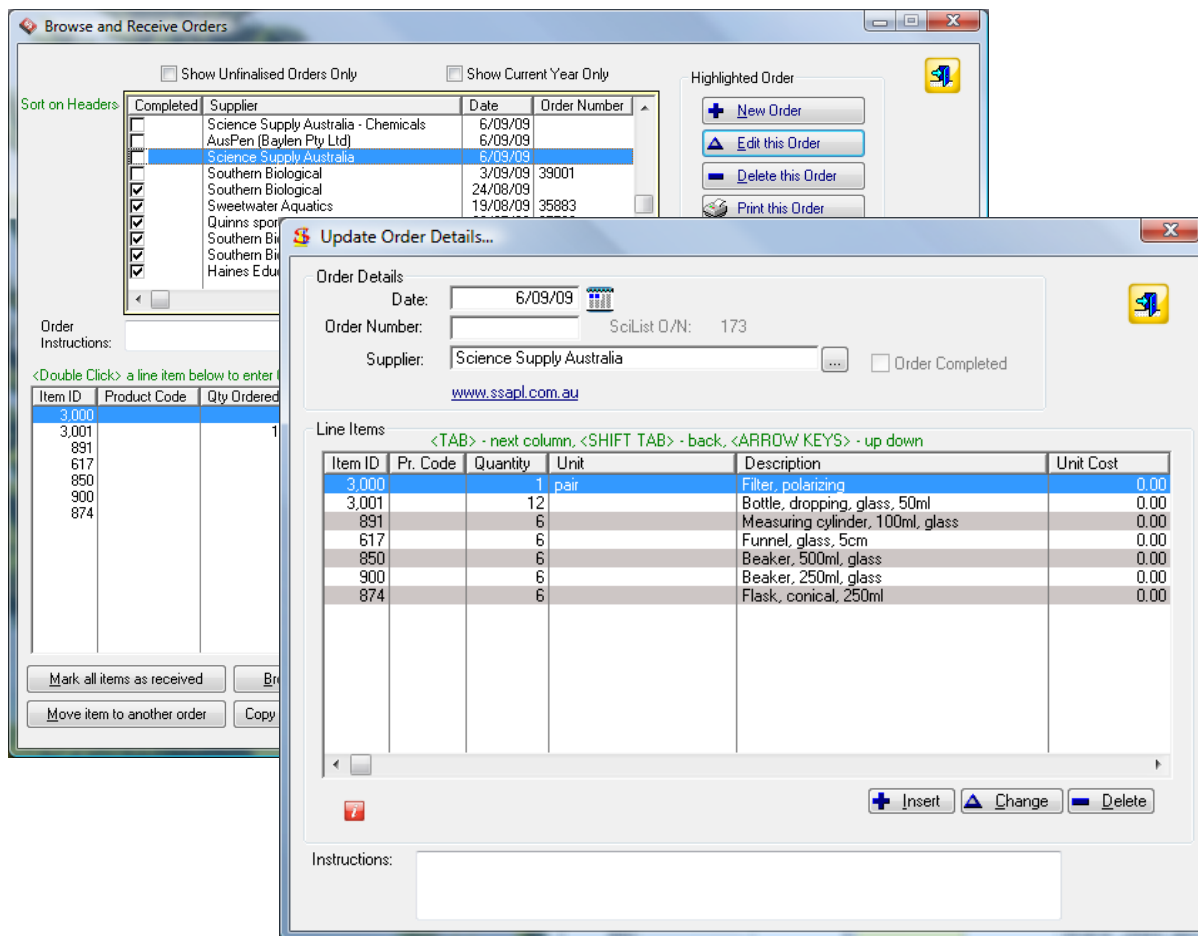 Browse and Receive Orders
Show Unfinalised Orders Only Show Current Year Only Highlighted Order
Sort on Headers Completed Supplier Date Order Number
Science Supply Australia - Chemicals 6/09/09
AusPen (Baylen Pty Ltd) 6/09/09
Science Supply Australia 6/09/09
Southern Biological 3/09/09 39001
Southern Biological 24/08/09
Sweetwater Aquatics 19/08/09 35883
Quinns spor
Southern Bi
Southern Bi
Haines Edu
New Order
Edit this Order
Delete this Order
Print this Order
Order
Instructions:
<Double Click> a line item below to enter
Item ID Product Code Qty Ordered
3,000
3,001 1
891
617
850
900
874
Mark all items as received Br
Move item to another order Copy
Update Order Details...
Order Details
Date: 6/09/09
Order Number: SciList O/N: 173
Supplier: Science Supply Australia ... Order Completed
www.ssapl.com.au
Line Items
<TAB> - next column, <SHIFT TAB> - back, <ARROW KEYS> - up down
Item ID Pr. Code Quantity Unit Description Unit Cost
3,000 1 pair Filter, polarizing 0.00
3,001 12 Bottle, dropping, glass, 50ml 0.00
891 6 Measuring cylinder, 100ml, glass 0.00
617 6 Funnel, glass, 5cm 0.00
850 6 Beaker, 500ml, glass 0.00
900 6 Beaker, 250ml, glass 0.00
874 6 Flask, conical, 250ml 0.00
Insert Change Delete
Instructions: